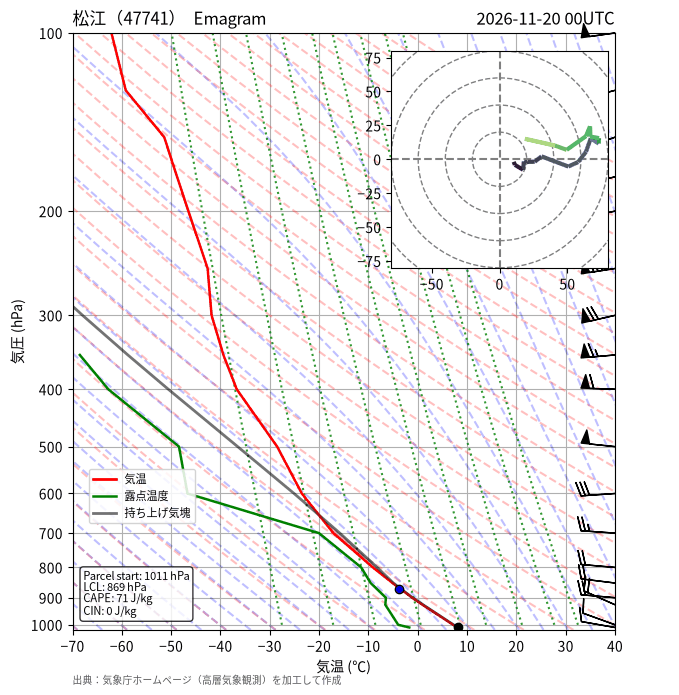 松江（47741） Emagram
2026-11-20 00UTC
100
200
300
400
500
600
700
800
900
1000
気圧 (hPa)
75
50
25
0
−25
−50
−75
−50
0
50
気温
露点温度
持ち上げ気塊
Parcel start: 1011 hPa
LCL: 869 hPa
CAPE: 71 J/kg
CIN: 0 J/kg
−70
−60
−50
−40
−30
−20
−10
0
10
20
30
40
気温 (℃)
出典：気象庁ホームページ（高層気象観測）を加工して作成